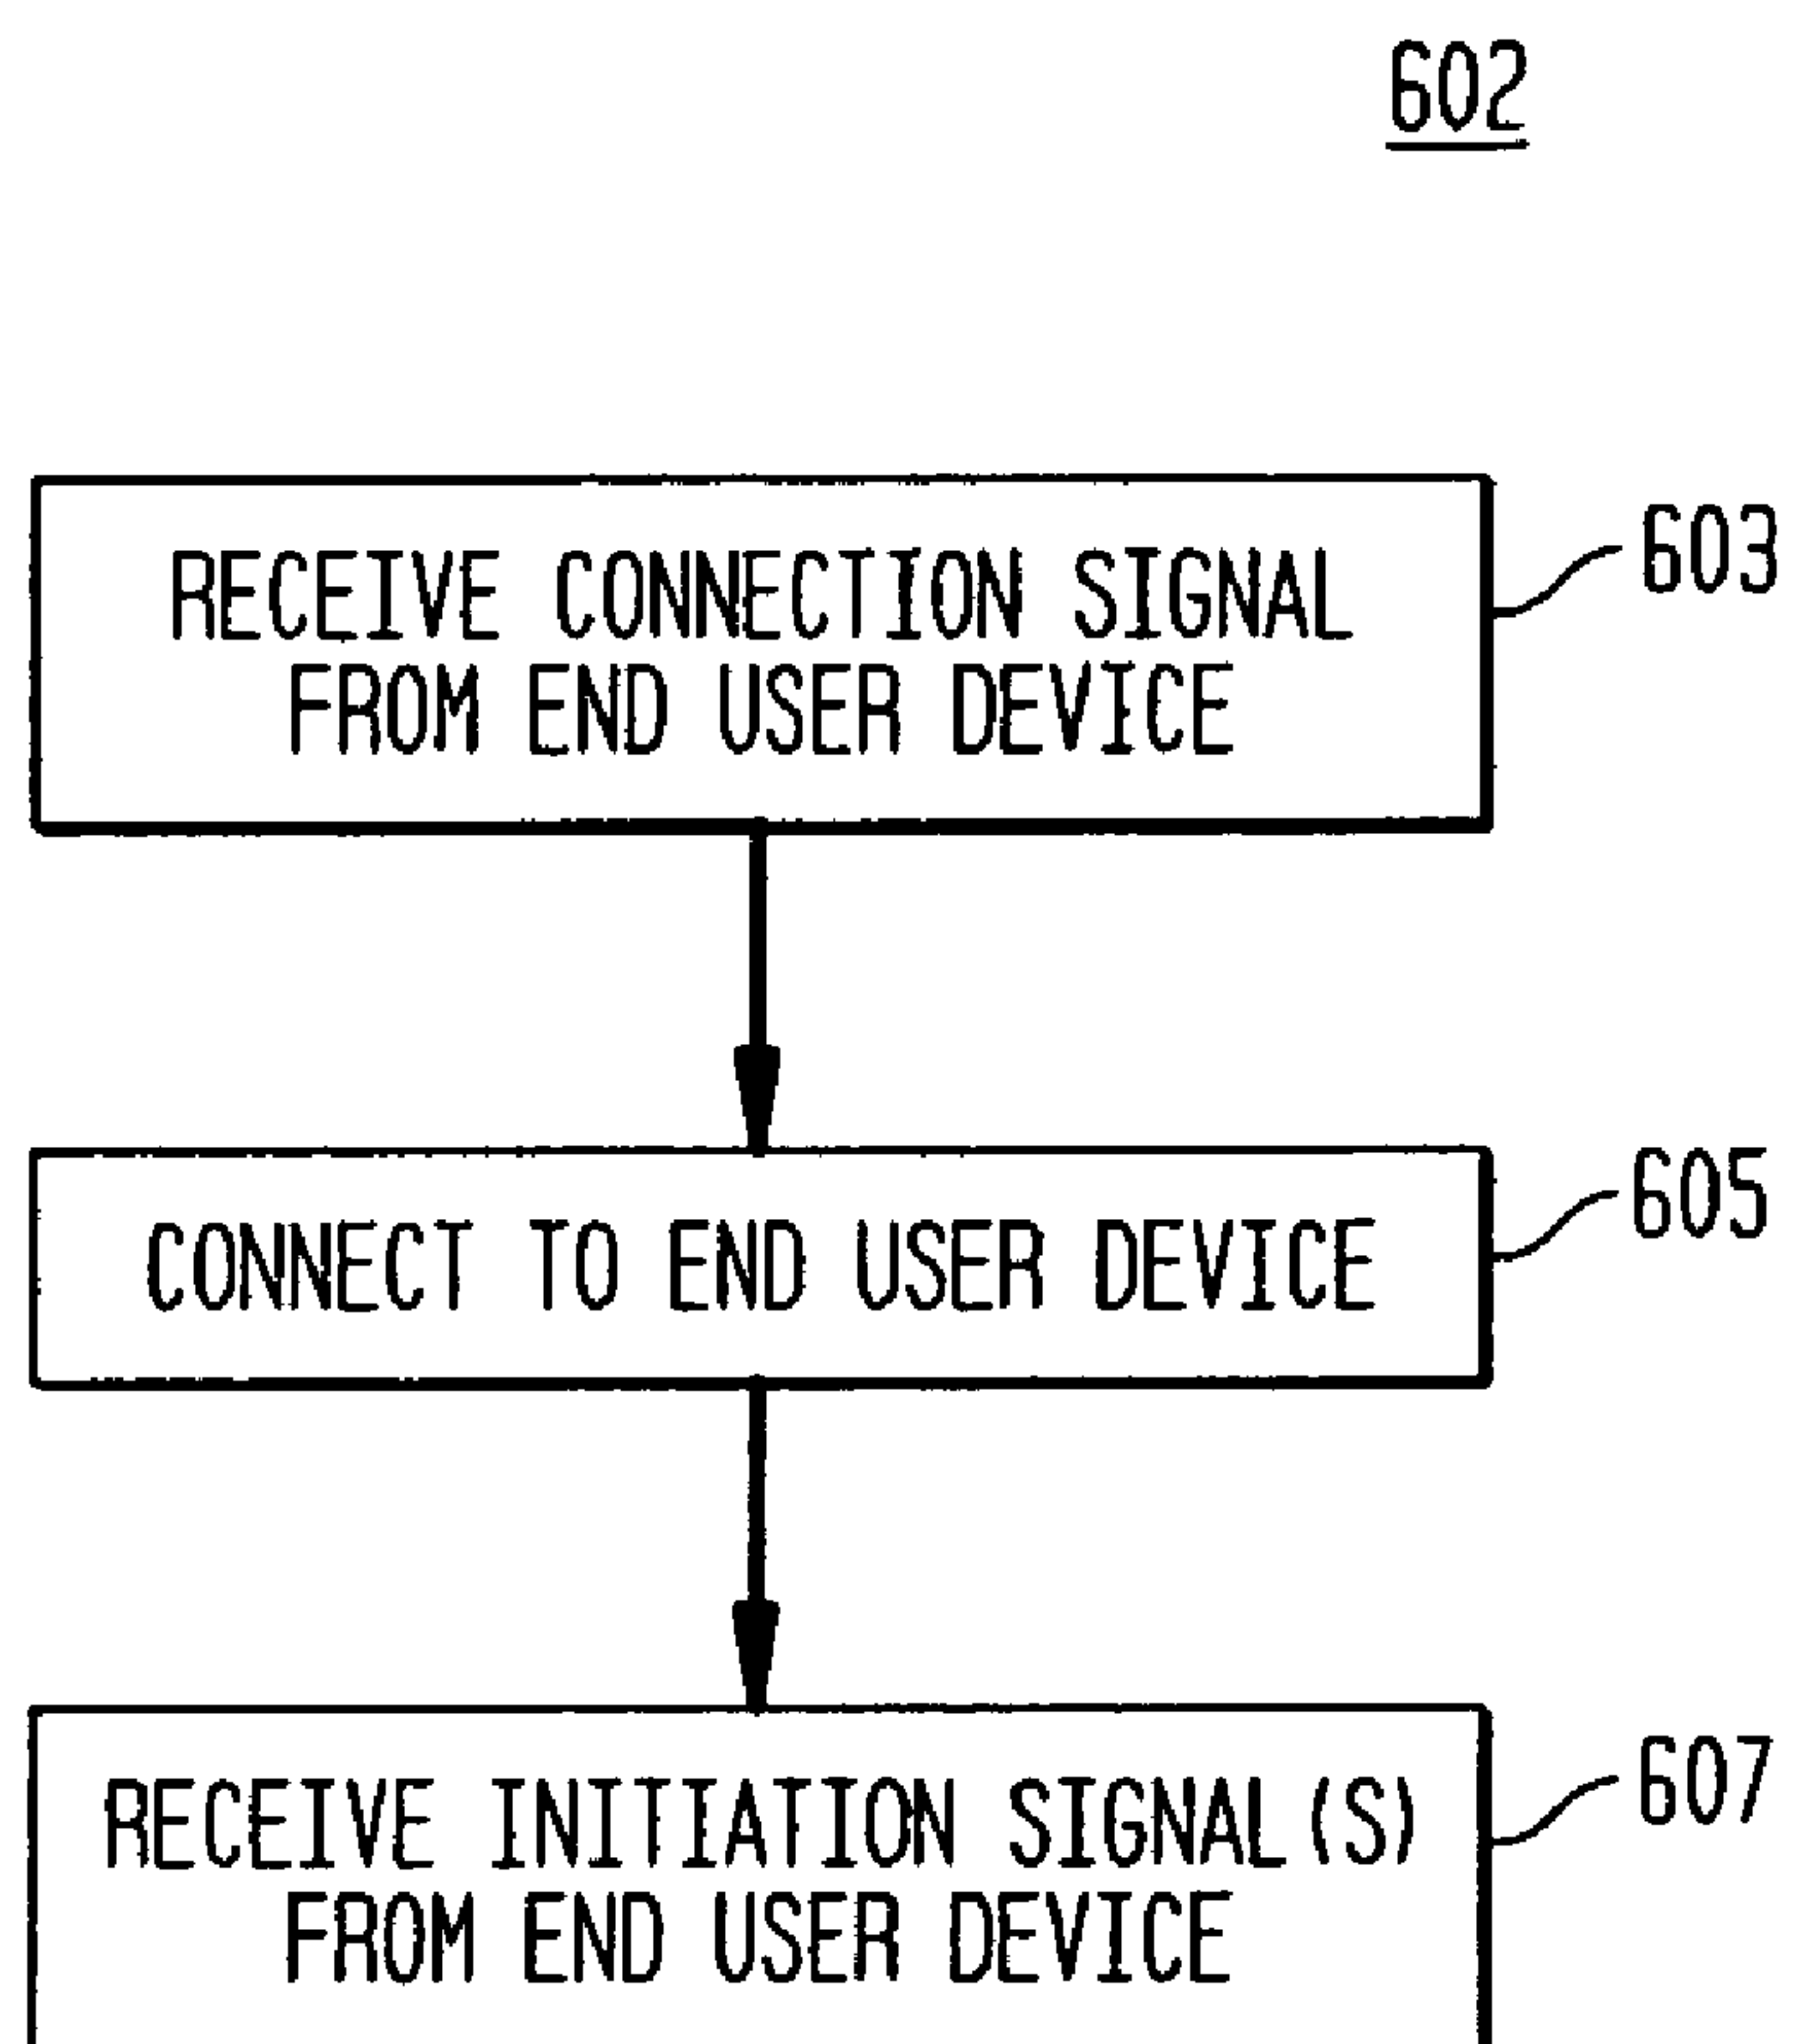 602
RECEIVE CONNECTION SIGNAL
FROM END USER DEVICE
603
CONNECT TO END USER DEVICE
605
RECEIVE INITIATION SIGNAL(S)
FROM END USER DEVICE
607